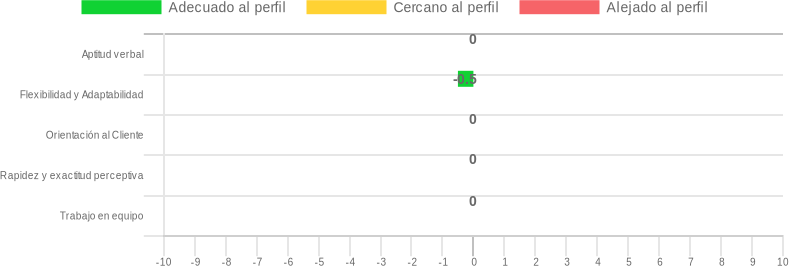 Adecuado al perfil Cercano al perfil Alejado al perfil
0
Aptitud verbal
-0.5
Flexibilidad y Adaptabilidad
0
Orientación al Cliente
0
Rapidez y exactitud perceptiva
0
Trabajo en equipo
-10 -9 -8 -7 -6 -5 -4 -3 -2 -1 0 1 2 3 4 5 6 7 8 9 10